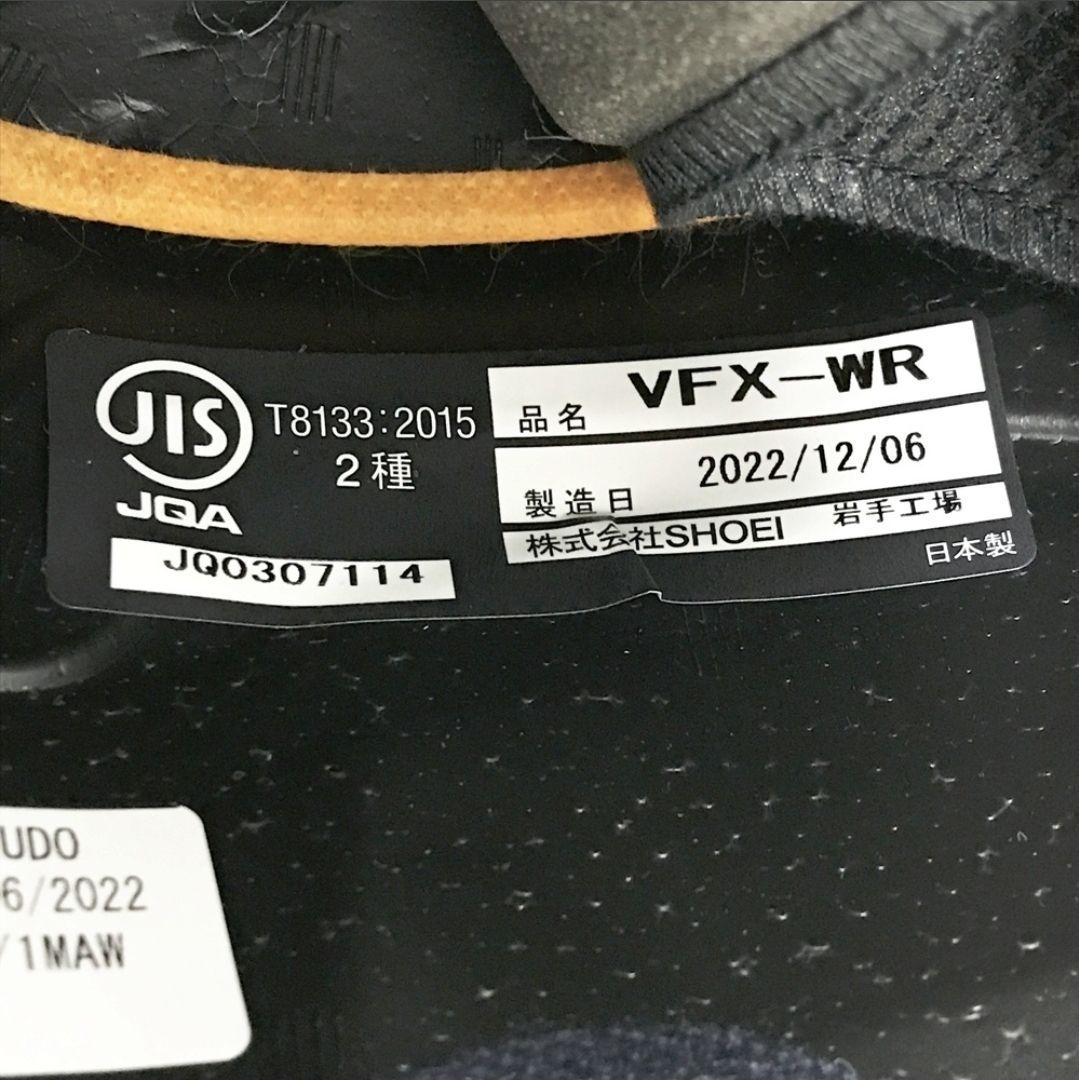 JIS
JQA
T8133:2015
2種
JQ0307114
品名 VFX-WR
製造日 2022/12/06
株式会社SHOEI 岩手工場
日本製
UDO
06/2022
/1MAW